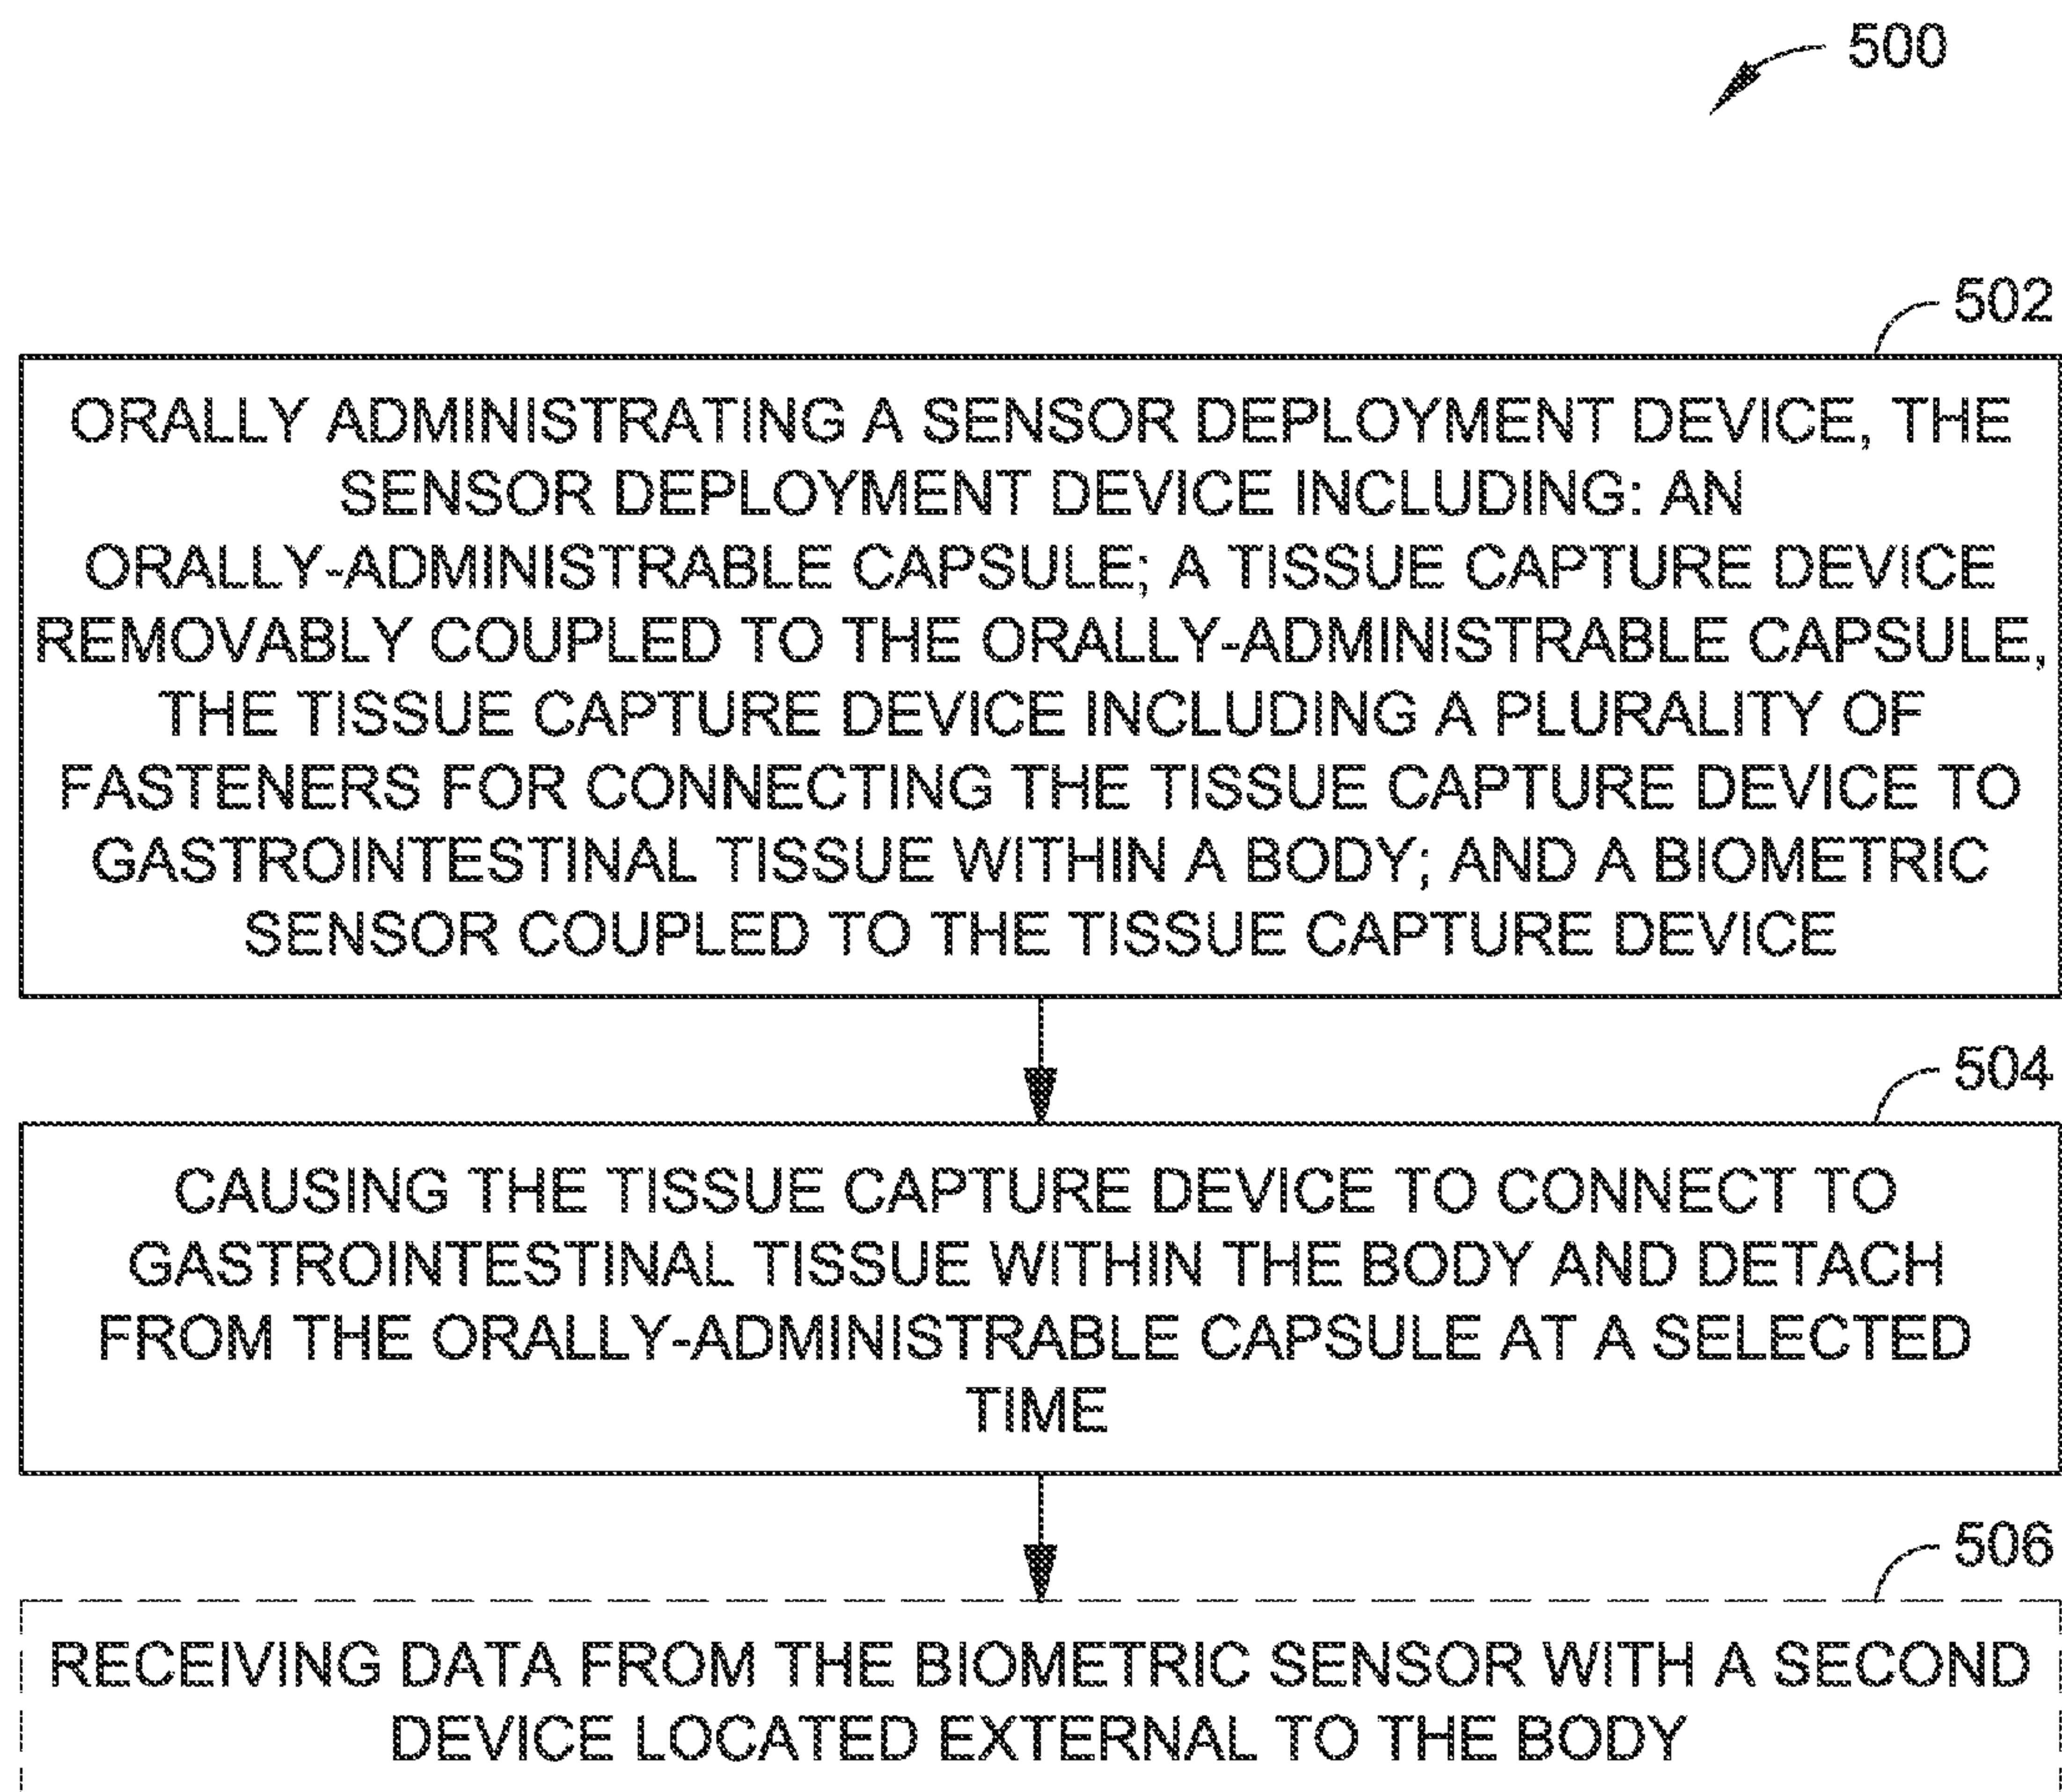 500
502
ORALLY ADMINISTRATING A SENSOR DEPLOYMENT DEVICE, THE
SENSOR DEPLOYMENT DEVICE INCLUDING: AN
ORALLY-ADMINISTRABLE CAPSULE; A TISSUE CAPTURE DEVICE
REMOVABLY COUPLED TO THE ORALLY-ADMINISTRABLE CAPSULE,
THE TISSUE CAPTURE DEVICE INCLUDING A PLURALITY OF
FASTENERS FOR CONNECTING THE TISSUE CAPTURE DEVICE TO
GASTROINTESTINAL TISSUE WITHIN A BODY; AND A BIOMETRIC
SENSOR COUPLED TO THE TISSUE CAPTURE DEVICE
504
CAUSING THE TISSUE CAPTURE DEVICE TO CONNECT TO
GASTROINTESTINAL TISSUE WITHIN THE BODY AND DETACH
FROM THE ORALLY-ADMINISTRABLE CAPSULE AT A SELECTED
TIME
506
RECEIVING DATA FROM THE BIOMETRIC SENSOR WITH A SECOND
DEVICE LOCATED EXTERNAL TO THE BODY